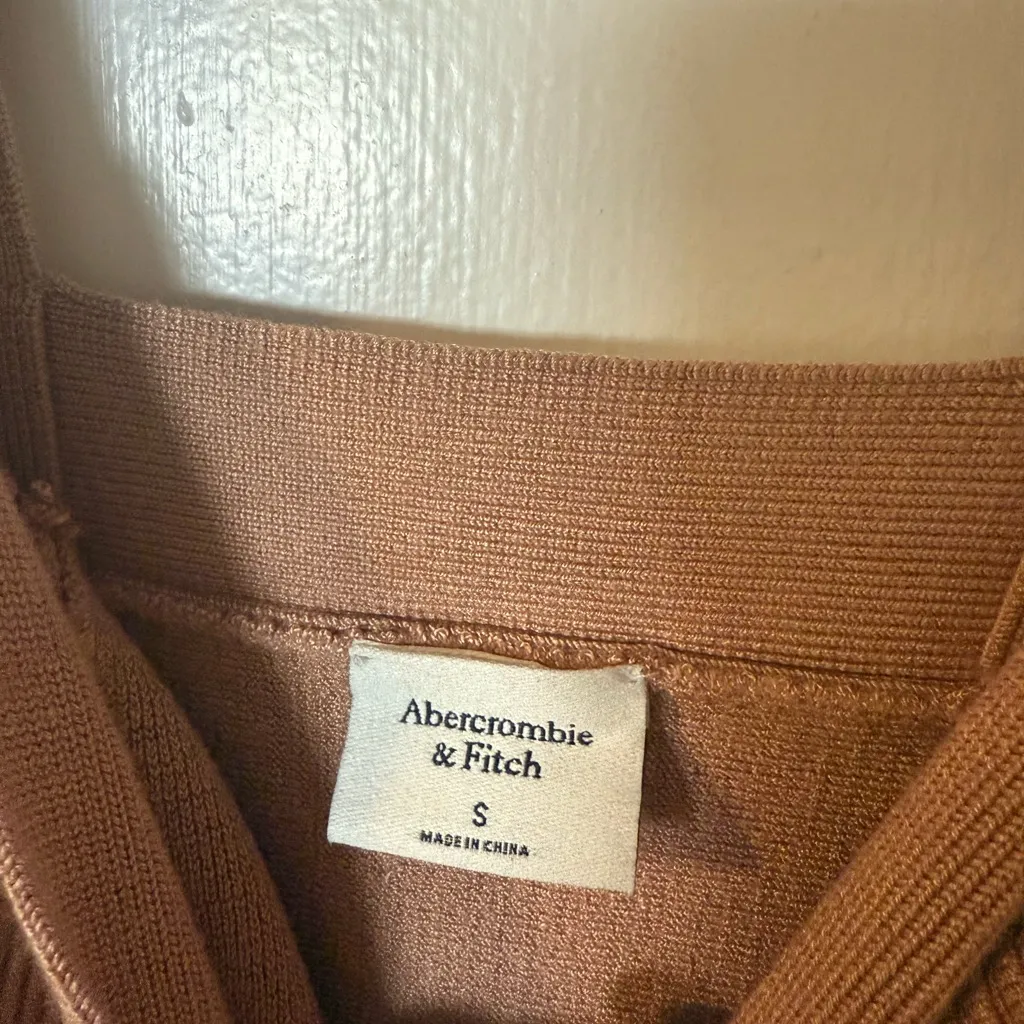 Abercrombie
& Fitch
S
MADE IN CHINA